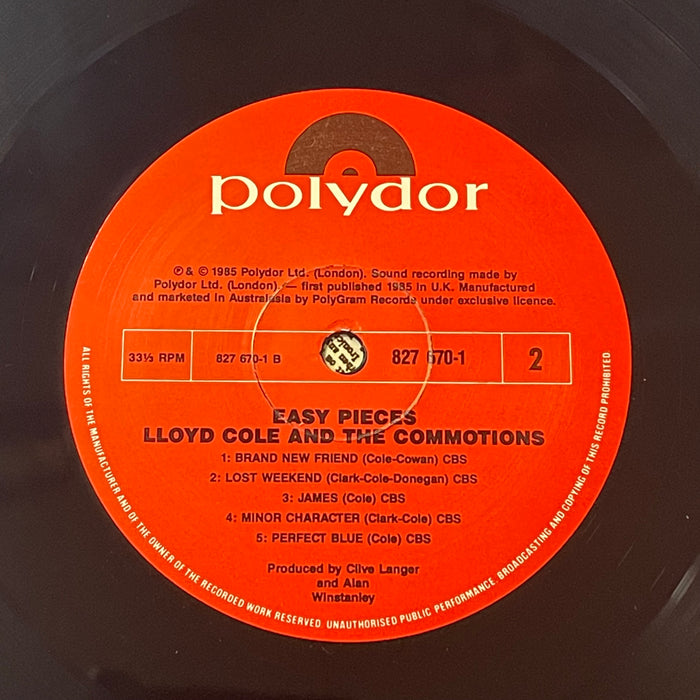 polydor
℗ & © 1985 Polydor Ltd. (London). Sound recording made by
Polydor Ltd. (London). — first published 1985 in U.K. Manufactured
and marketed in Australasia by PolyGram Records under exclusive licence.
33⅓ RPM 827 670-1 B 827 670-1 2
EASY PIECES
LLOYD COLE AND THE COMMOTIONS
1: BRAND NEW FRIEND (Cole-Cowan) CBS
2: LOST WEEKEND (Clark-Cole-Donegan) CBS
3: JAMES (Cole) CBS
4: MINOR CHARACTER (Clark-Cole) CBS
5: PERFECT BLUE (Cole) CBS
Produced by Clive Langer
and Alan
Winstanley
ALL RIGHTS OF THE MANUFACTURER AND OF THE OWNER OF THE RECORDED WORK RESERVED. UNAUTHORISED PUBLIC PERFORMANCE, BROADCASTING AND COPYING OF THIS RECORD PROHIBITED